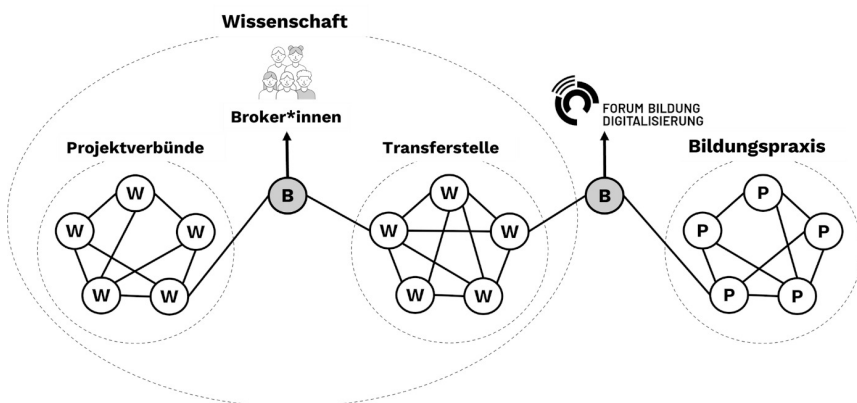 Wissenschaft
Broker*innen
FORUM BILDUNG
DIGITALISIERUNG
Projektverbünde
Transferstelle
Bildungspraxis
W
W
W
W
W
B
W
W
W
W
W
B
P
P
P
P
P